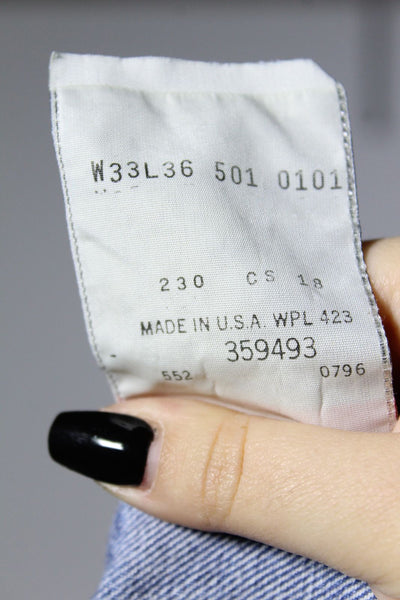 W33L36 501 0101
230 CS 18
MADE IN U.S.A. WPL 423
359493
552 0796